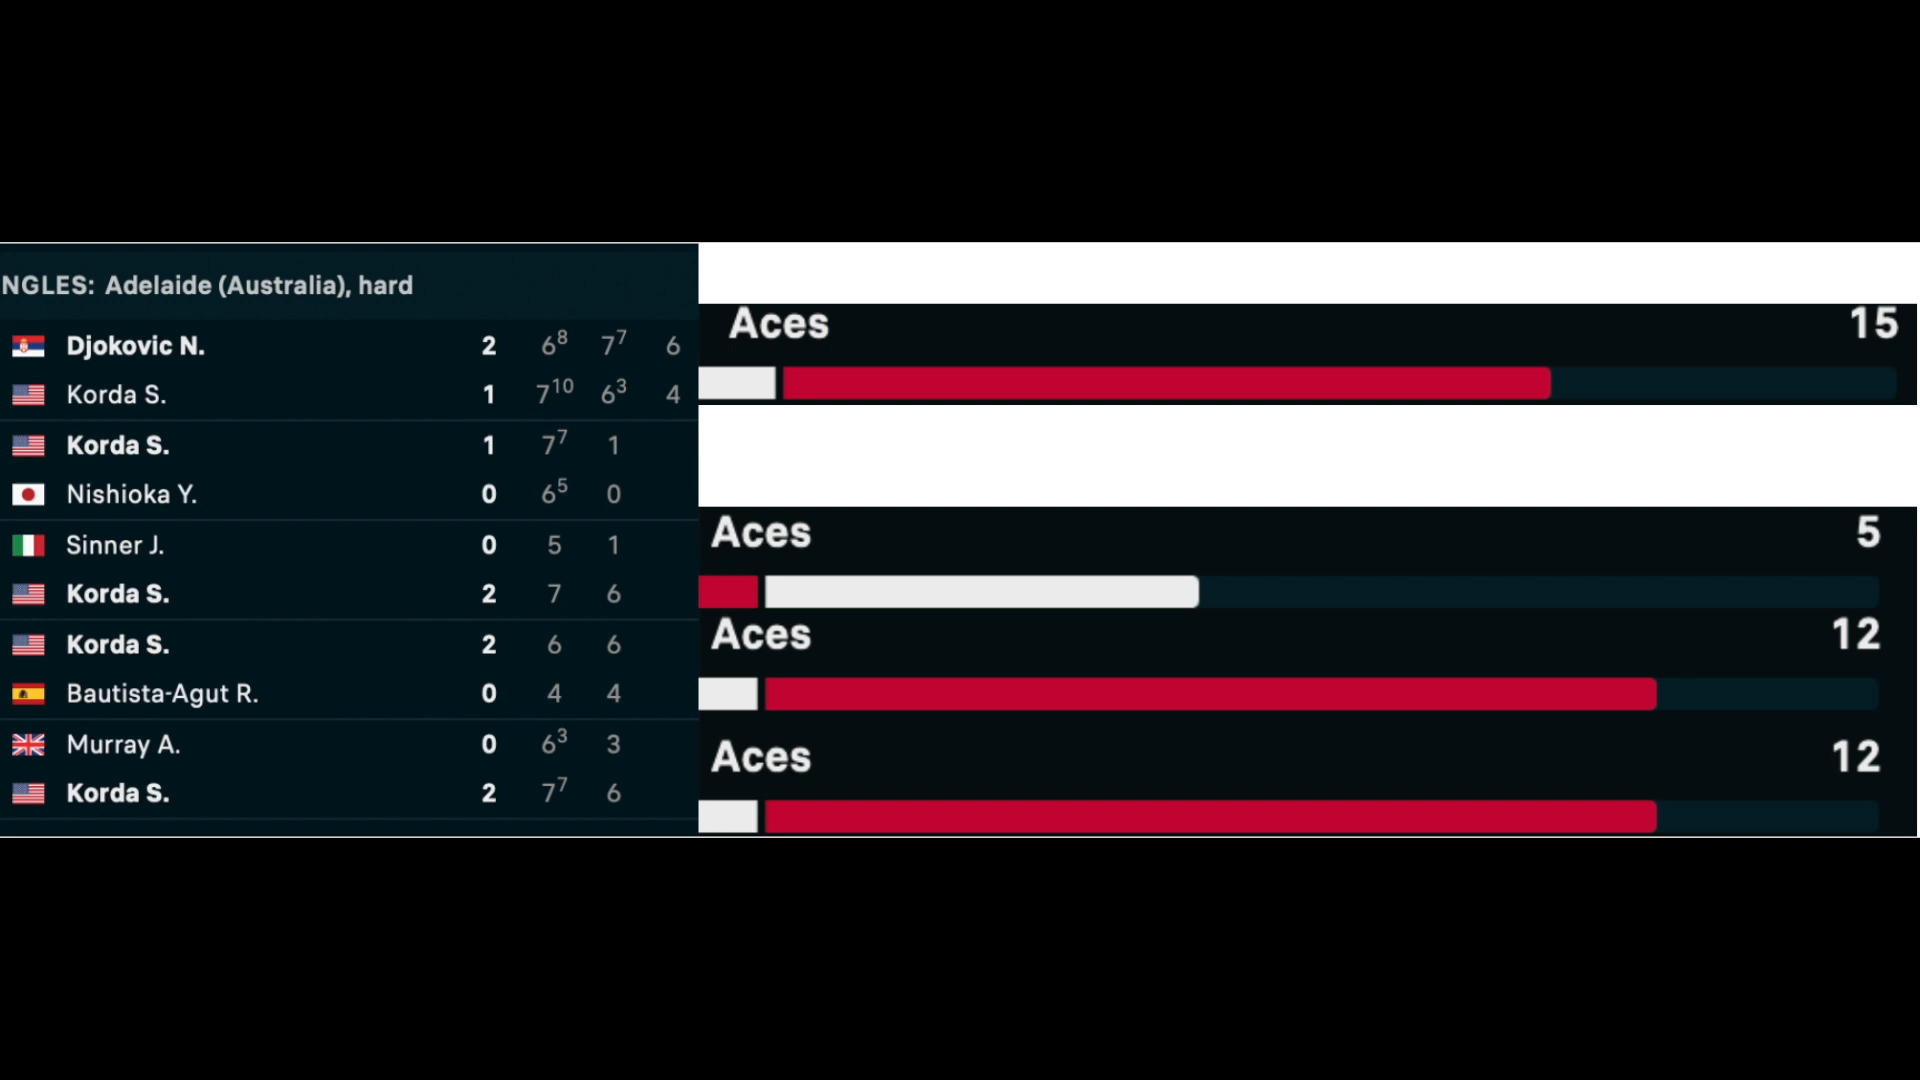 NGLES: Adelaide (Australia), hard
Djokovic N. 2 6⁸ 7⁷ 6
Korda S. 1 7¹⁰ 6³ 4
Korda S. 1 7⁷ 1
Nishioka Y. 0 6⁵ 0
Sinner J. 0 5 1
Korda S. 2 7 6
Korda S. 2 6 6
Bautista-Agut R. 0 4 4
Murray A. 0 6³ 3
Korda S. 2 7⁷ 6
Aces 15
Aces 5
Aces 12
Aces 12